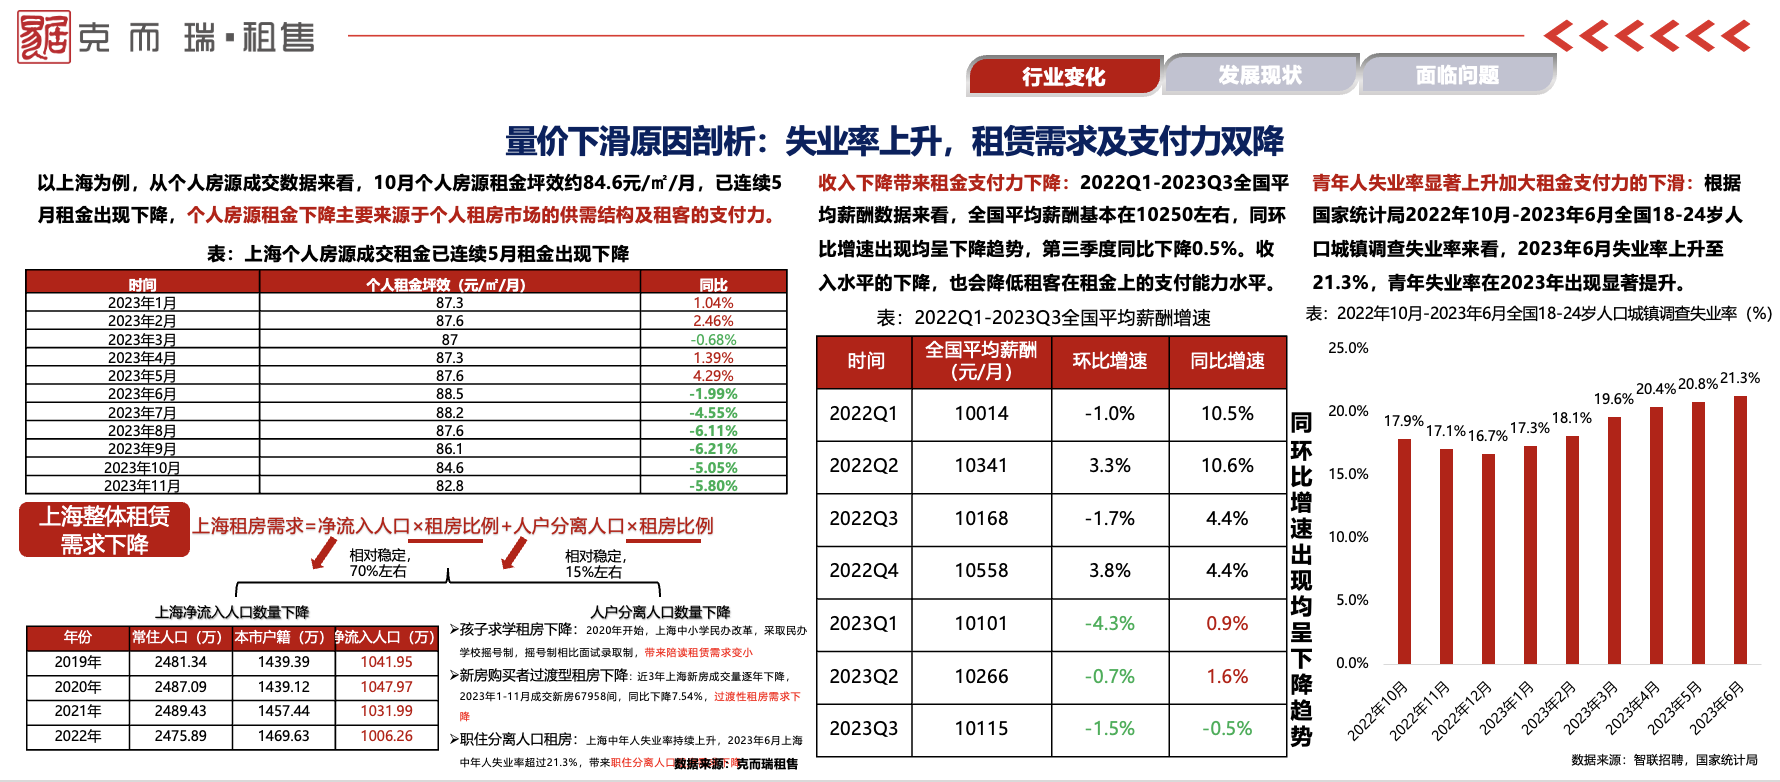 易居
克而瑞·租售
行业变化
发展现状
面临问题
量价下滑原因剖析：失业率上升，租赁需求及支付力双降
以上海为例，从个人房源成交数据来看，10月个人房源租金坪效约84.6元/㎡/月，已连续5
月租金出现下降，个人房源租金下降主要来源于个人租房市场的供需结构及租客的支付力。
表：上海个人房源成交租金已连续5月租金出现下降
时间 个人租金坪效（元/㎡/月） 同比
2023年1月 87.3 1.04%
2023年2月 87.6 2.46%
2023年3月 87 -0.68%
2023年4月 87.3 1.39%
2023年5月 87.6 4.29%
2023年6月 88.5 -1.99%
2023年7月 88.2 -4.55%
2023年8月 87.6 -6.11%
2023年9月 86.1 -6.21%
2023年10月 84.6 -5.05%
2023年11月 82.8 -5.80%
上海整体租赁
需求下降
上海租房需求=净流入人口×租房比例+人户分离人口×租房比例
相对稳定，
70%左右
相对稳定，
15%左右
上海净流入人口数量下降
年份 常住人口（万） 本市户籍（万） 净流入人口（万）
2019年 2481.34 1439.39 1041.95
2020年 2487.09 1439.12 1047.97
2021年 2489.43 1457.44 1031.99
2022年 2475.89 1469.63 1006.26
人户分离人口数量下降
➢孩子求学租房下降：2020年开始，上海中小学民办改革，采取民办
学校摇号制，摇号制相比面试录取制，带来陪读租赁需求变小
➢新房购买者过渡型租房下降：近3年上海新房成交量逐年下降，
2023年1-11月成交新房67958间，同比下降7.54%，过渡性租房需求下
降
➢职住分离人口租房：上海中年人失业率持续上升，2023年6月上海
中年人失业率超过21.3%，带来职住分离人口
数据来源：克而瑞租售
收入下降带来租金支付力下降：2022Q1-2023Q3全国平
均薪酬数据来看，全国平均薪酬基本在10250左右，同环
比增速出现均呈下降趋势，第三季度同比下降0.5%。收
入水平的下降，也会降低租客在租金上的支付能力水平。
表：2022Q1-2023Q3全国平均薪酬增速
时间 全国平均薪酬（元/月） 环比增速 同比增速
2022Q1 10014 -1.0% 10.5%
2022Q2 10341 3.3% 10.6%
2022Q3 10168 -1.7% 4.4%
2022Q4 10558 3.8% 4.4%
2023Q1 10101 -4.3% 0.9%
2023Q2 10266 -0.7% 1.6%
2023Q3 10115 -1.5% -0.5%
同环比增速出现均呈下降趋势
青年人失业率显著上升加大租金支付力的下滑：根据
国家统计局2022年10月-2023年6月全国18-24岁人
口城镇调查失业率来看，2023年6月失业率上升至
21.3%，青年失业率在2023年出现显著提升。
表：2022年10月-2023年6月全国18-24岁人口城镇调查失业率（%）
25.0%
20.0%
15.0%
10.0%
5.0%
0.0%
17.9% 17.1% 16.7% 17.3% 18.1% 19.6% 20.4% 20.8% 21.3%
2022年10月 2022年11月 2022年12月 2023年1月 2023年2月 2023年3月 2023年4月 2023年5月 2023年6月
数据来源：智联招聘，国家统计局